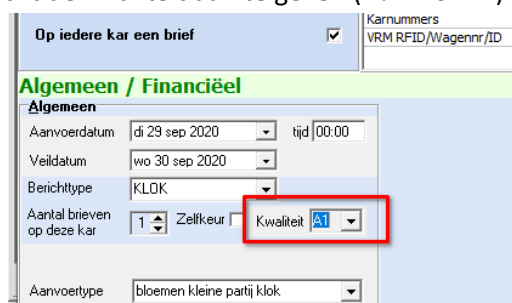 Op iedere kar een brief
Karnummers
VRM RFID/Wagennr/ID
Algemeen / Financiëel
Algemeen
Aanvoerdatum di 29 sep 2020 tijd 00:00
Veildatum wo 30 sep 2020
Berichttype KLOK
Aantal brieven op deze kar 1 Zelfkeur Kwaliteit A1
Aanvoertype bloemen kleine partij klok